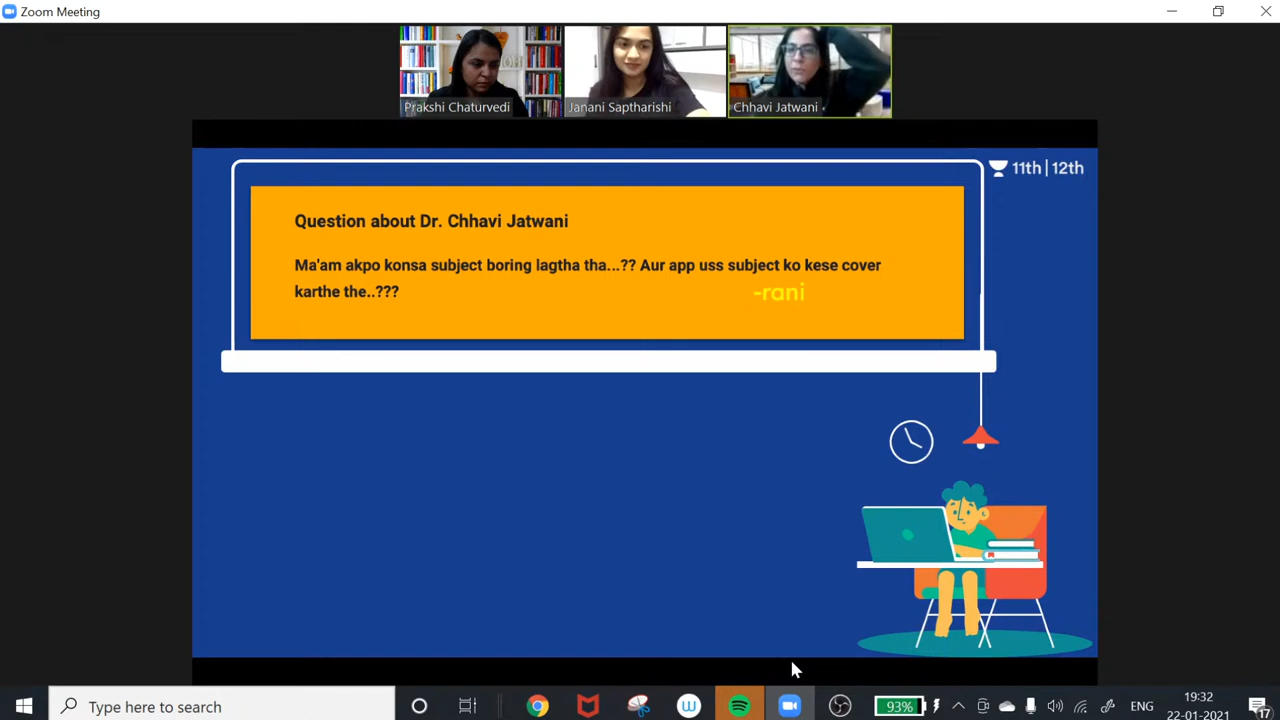 Zoom Meeting
Prakshi Chaturvedi
Janani Saptharishi
Chhavi Jatwani
11th | 12th
Question about Dr. Chhavi Jatwani
Ma'am akpo konsa subject boring lagtha tha...?? Aur app uss subject ko kese cover
karthe the..???
-rani
Type here to search
93%
ENG
19:32
22-01-2021
17